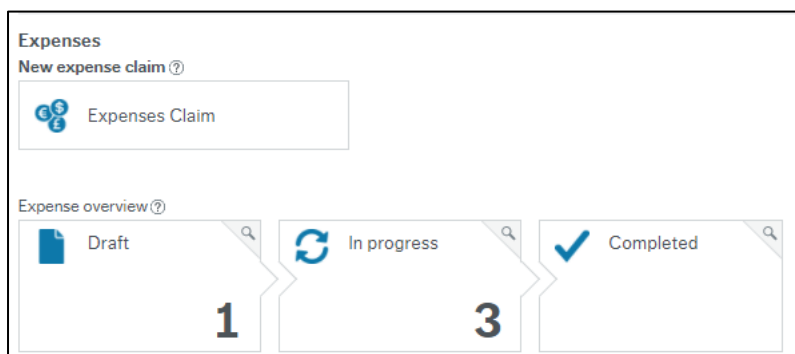 Expenses
New expense claim ?
€ $ £ Expenses Claim
Expense overview ?
Draft
In progress
Completed
1
3